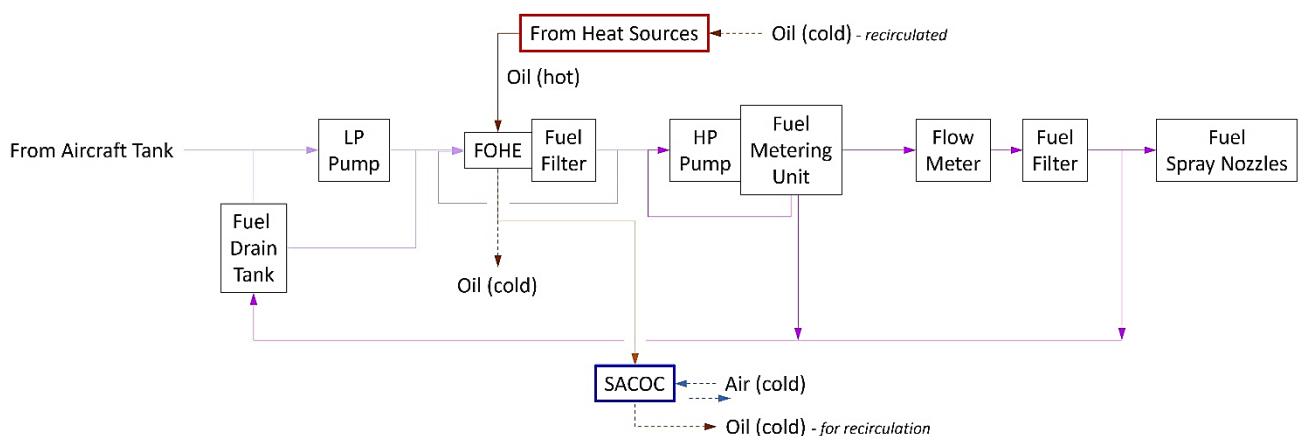 From Heat Sources
Oil (cold) - recirculated
Oil (hot)
From Aircraft Tank
LP
Pump
FOHE
Fuel
Filter
HP
Pump
Fuel
Metering
Unit
Flow
Meter
Fuel
Filter
Fuel
Spray Nozzles
Fuel
Drain
Tank
Oil (cold)
SACOC
Air (cold)
Oil (cold) - for recirculation